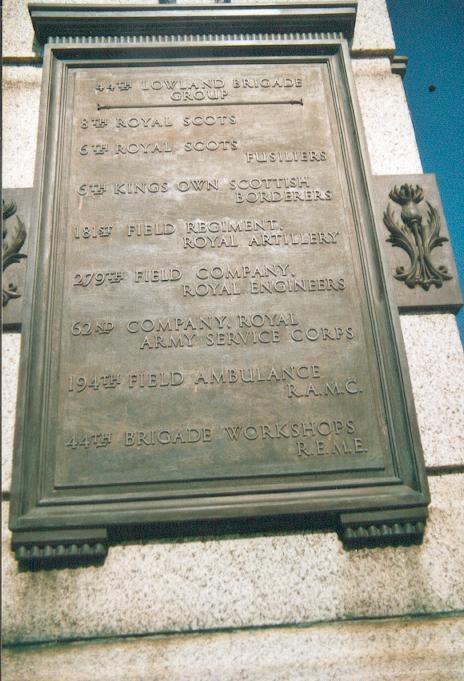 44TH LOWLAND BRIGADE
GROUP
8TH ROYAL SCOTS
6TH ROYAL SCOTS
FUSILIERS
6TH KINGS OWN SCOTTISH
BORDERERS
181ST FIELD REGIMENT,
ROYAL ARTILLERY
279TH FIELD COMPANY,
ROYAL ENGINEERS
62ND COMPANY, ROYAL
ARMY SERVICE CORPS
194TH FIELD AMBULANCE
R.A.M.C.
44TH BRIGADE WORKSHOPS
R.E.M.E.